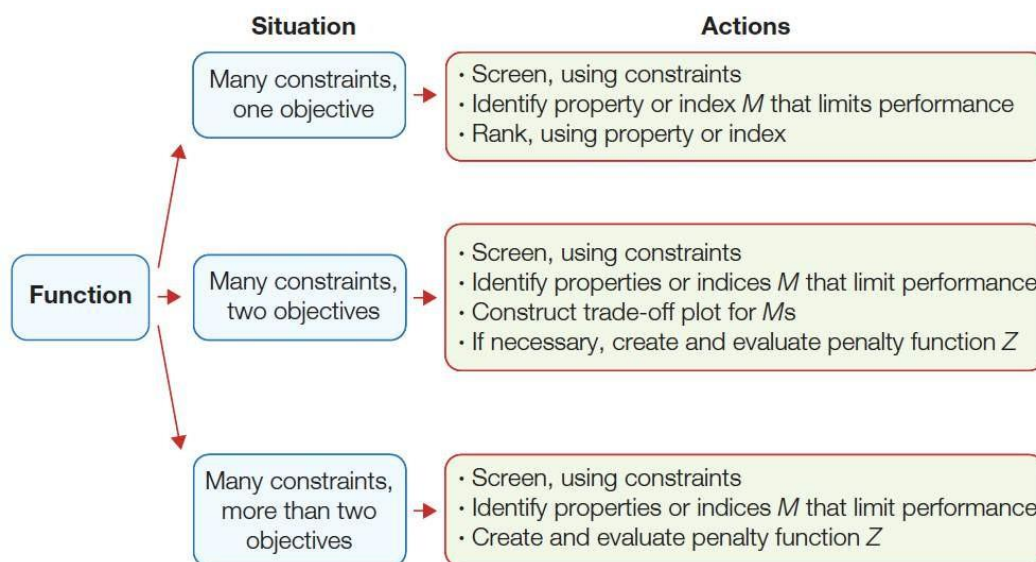 Situation
Actions
Many constraints,
one objective
· Screen, using constraints
· Identify property or index M that limits performance
· Rank, using property or index
Function
Many constraints,
two objectives
· Screen, using constraints
· Identify properties or indices M that limit performance
· Construct trade-off plot for Ms
· If necessary, create and evaluate penalty function Z
Many constraints,
more than two
objectives
· Screen, using constraints
· Identify properties or indices M that limit performance
· Create and evaluate penalty function Z